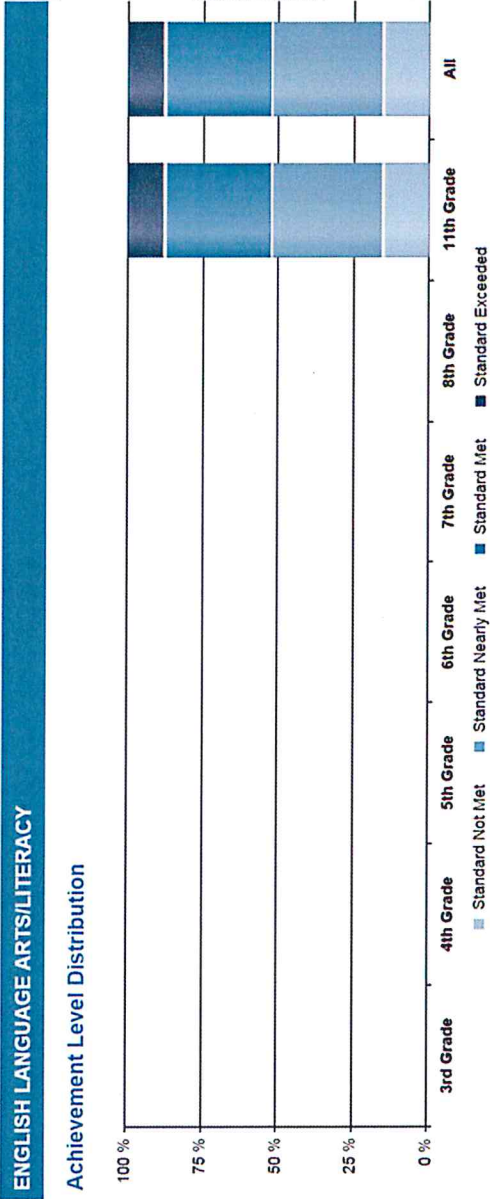 ENGLISH LANGUAGE ARTS/LITERACY
Achievement Level Distribution
100 %
75 %
50 %
25 %
0 %
3rd Grade 4th Grade 5th Grade 6th Grade 7th Grade 8th Grade 11th Grade All
Standard Not Met Standard Nearly Met Standard Met Standard Exceeded